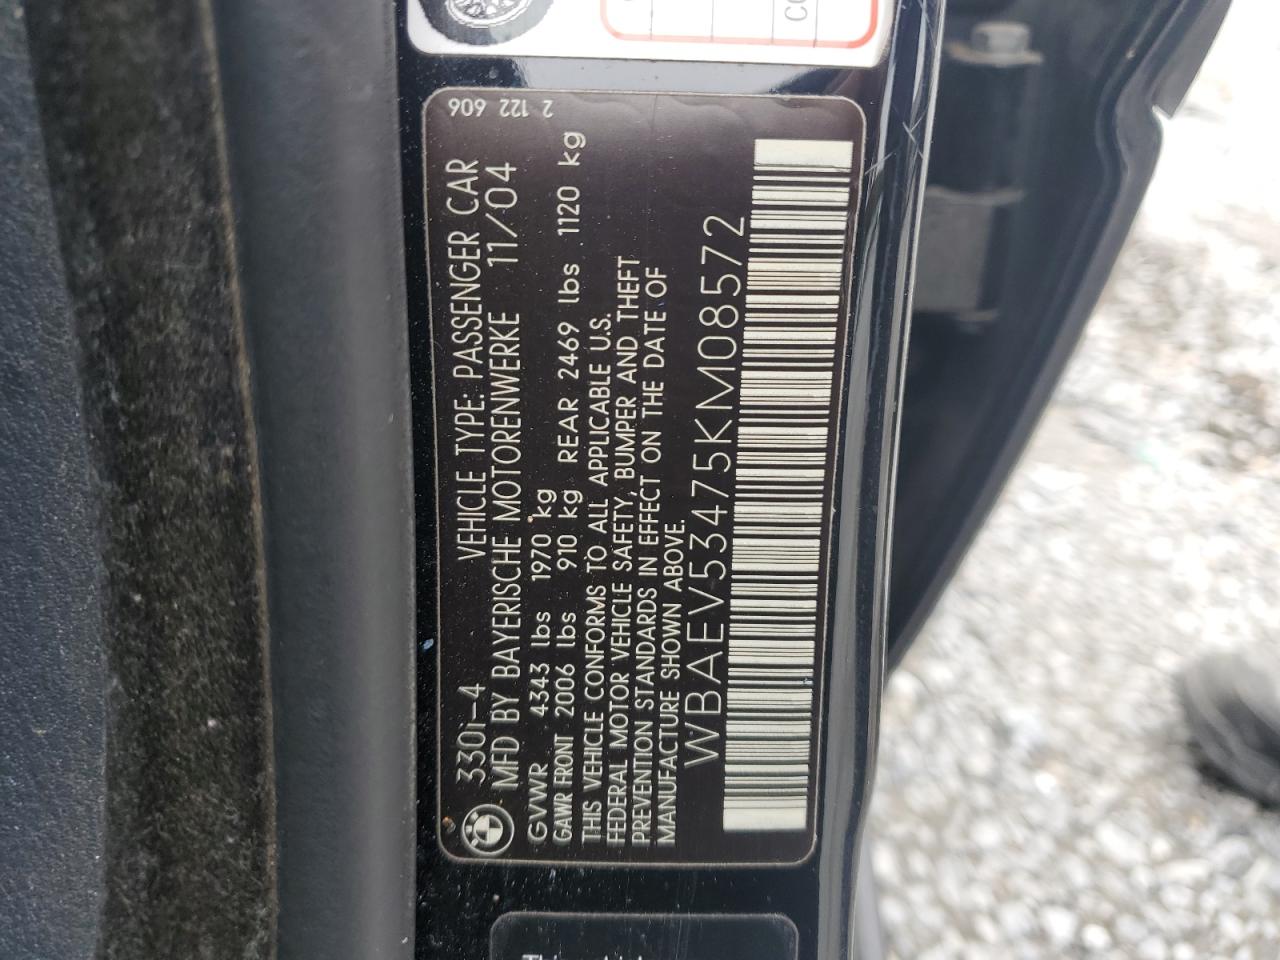 330i-4 VEHICLE TYPE: PASSENGER CAR
MFD BY BAYERISCHE MOTORENWERKE 11/04
GVWR 4343 lbs 1970 kg
GAWR FRONT 2006 lbs 910 kg REAR 2469 lbs 1120 kg
THIS VEHICLE CONFORMS TO ALL APPLICABLE U.S.
FEDERAL MOTOR VEHICLE SAFETY, BUMPER AND THEFT
PREVENTION STANDARDS IN EFFECT ON THE DATE OF
MANUFACTURE SHOWN ABOVE.
WBAEV53475KM08572
2 122 606